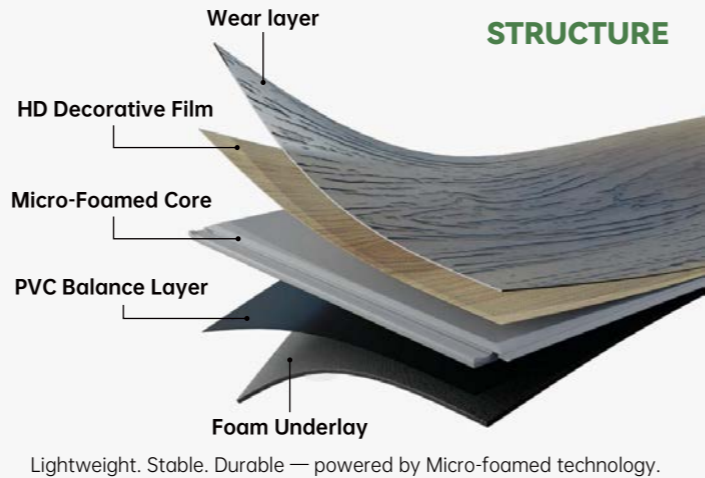 Wear layer
STRUCTURE
HD Decorative Film
Micro-Foamed Core
PVC Balance Layer
Foam Underlay
Lightweight. Stable. Durable — powered by Micro-foamed technology.